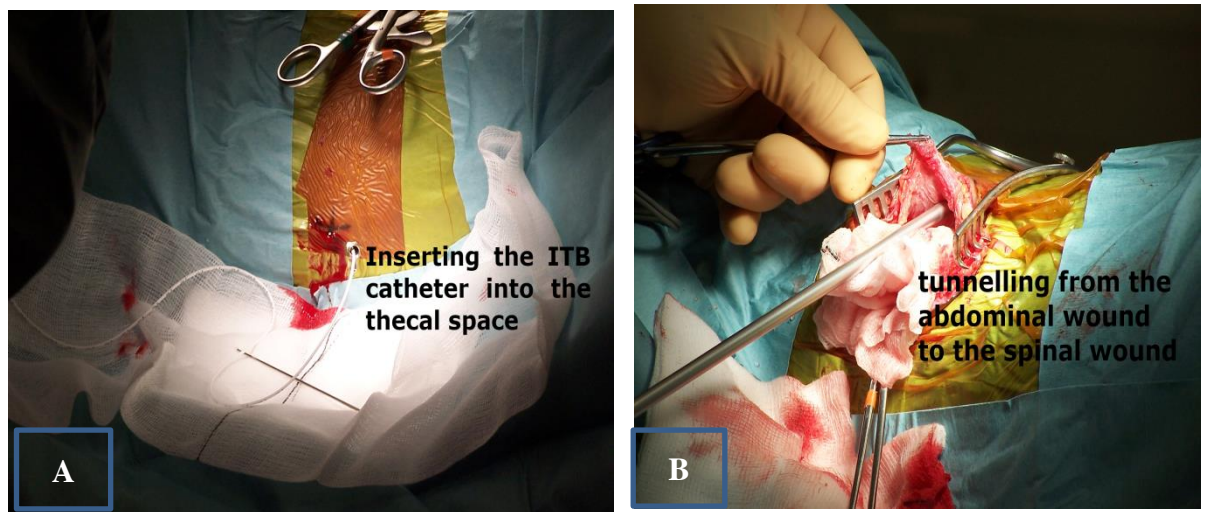 Inserting the ITB
catheter into the
thecal space
A
tunnelling from the
abdominal wound
to the spinal wound
B